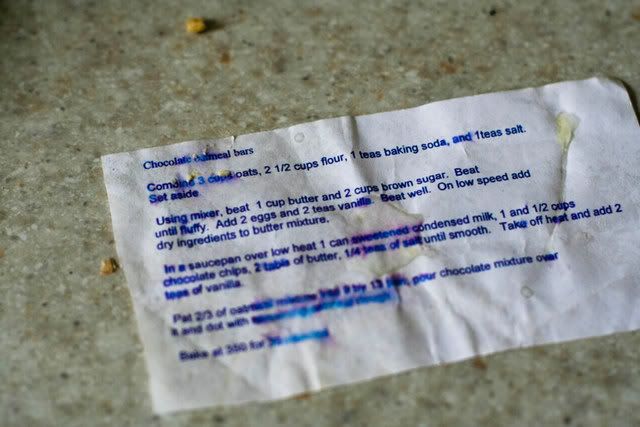 Chocolate oatmeal bars
Combine 3 cups oats, 2 1/2 cups flour, 1 teas baking soda, and 1teas salt.
Set aside
Using mixer, beat 1 cup butter and 2 cups brown sugar. Beat
until fluffy. Add 2 eggs and 2 teas vanilla. Beat well. On low speed add
dry ingredients to butter mixture.
In a saucepan over low heat 1 can sweetened condensed milk, 1 and 1/2 cups
chocolate chips, 2 tabls of butter, 1/4 teas of salt until smooth. Take off heat and add 2
teas of vanilla.
Pat 2/3 of oatmeal mixture into 9 by 13 pan, pour chocolate mixture over
it and dot with
Bake at 350 for